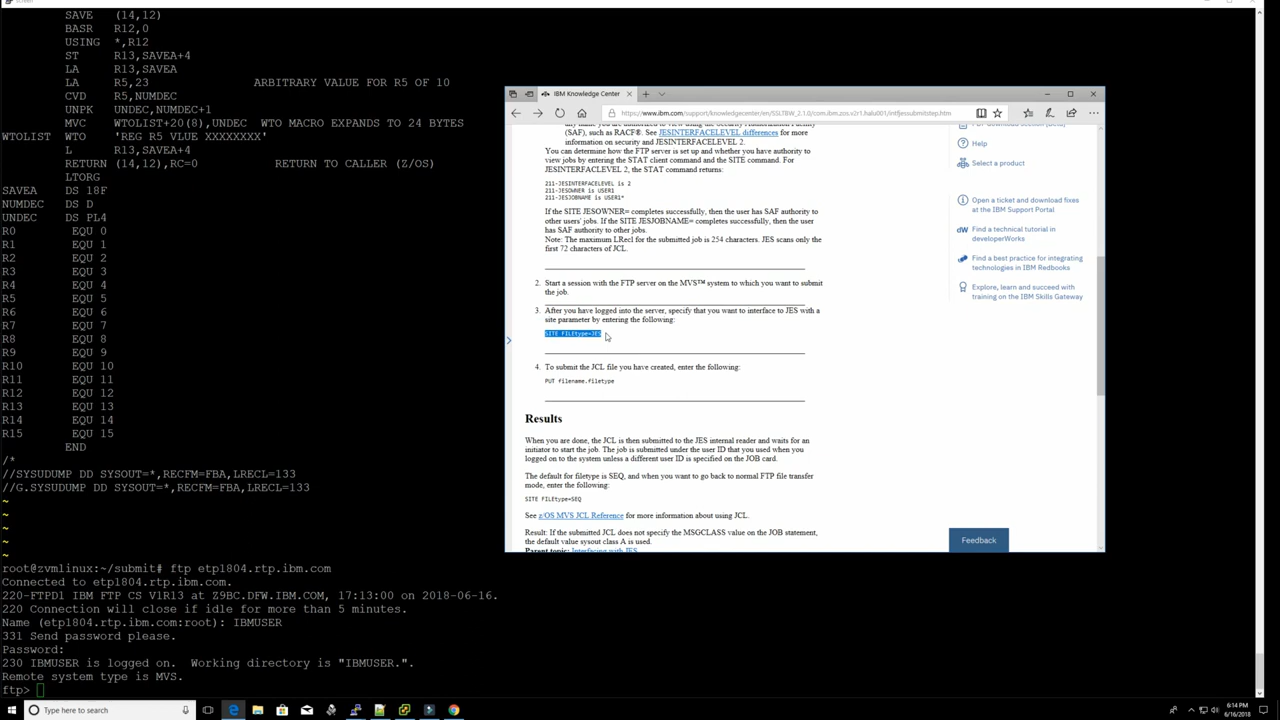 screen
SAVE (14,12)
BASR R12,0
USING *,R12
ST R13,SAVEA+4
LA R13,SAVEA
LA R5,23 ARBITRARY VALUE FOR R5 OF 10
CVD R5,NUMDEC
UNPK UNDEC,NUMDEC+1
MVC WTOLIST+20(8),UNDEC WTO MACRO EXPANDS TO 24 BYTES
WTOLIST WTO 'REG R5 VLUE XXXXXXXX'
L R13,SAVEA+4
RETURN (14,12),RC=0 RETURN TO CALLER (Z/OS)
LTORG
SAVEA DS 18F
NUMDEC DS D
UNDEC DS PL4
R0 EQU 0
R1 EQU 1
R2 EQU 2
R3 EQU 3
R4 EQU 4
R5 EQU 5
R6 EQU 6
R7 EQU 7
R8 EQU 8
R9 EQU 9
R10 EQU 10
R11 EQU 11
R12 EQU 12
R13 EQU 13
R14 EQU 14
R15 EQU 15
END
/*
//SYSUDUMP DD SYSOUT=*,RECFM=FBA,LRECL=133
//G.SYSUDUMP DD SYSOUT=*,RECFM=FBA,LRECL=133
~
~
~
~
~
root@zvmlinux:~/submit# ftp etp1804.rtp.ibm.com
Connected to etp1804.rtp.ibm.com.
220-FTPD1 IBM FTP CS V1R13 at Z9BC.DFW.IBM.COM, 17:13:00 on 2018-06-16.
220 Connection will close if idle for more than 5 minutes.
Name (etp1804.rtp.ibm.com:root): IBMUSER
331 Send password please.
Password:
230 IBMUSER is logged on. Working directory is "IBMUSER.".
Remote system type is MVS.
ftp>
IBM Knowledge Center
https://www.ibm.com/support/knowledgecenter/en/SSLTBW_2.1.0/com.ibm.zos.v2r1.halu001/intfjessubmitstep.htm
(SAF), such as RACF®. See JESINTERFACELEVEL differences for more
information on security and JESINTERFACELEVEL 2.
You can determine how the FTP server is set up and whether you have authority to
view jobs by entering the STAT client command and the SITE command. For
JESINTERFACELEVEL 2, the STAT command returns:
211-JESINTERFACELEVEL is 2
211-JESOWNER is USER1
211-JESJOBNAME is USER1*
If the SITE JESOWNER= completes successfully, then the user has SAF authority to
other users' jobs. If the SITE JESJOBNAME= completes successfully, then the user
has SAF authority to other jobs.
Note: The maximum LRecl for the submitted job is 254 characters. JES scans only the
first 72 characters of JCL.
2. Start a session with the FTP server on the MVS™ system to which you want to submit
the job.
3. After you have logged into the server, specify that you want to interface to JES with a
site parameter by entering the following:
SITE FILEtype=JES
4. To submit the JCL file you have created, enter the following:
PUT filename.filetype
Results
When you are done, the JCL is then submitted to the JES internal reader and waits for an
initiator to start the job. The job is submitted under the user ID that you used when you
logged on to the system unless a different user ID is specified on the JOB card.
The default for filetype is SEQ, and when you want to go back to normal FTP file transfer
mode, enter the following:
SITE FILEtype=SEQ
See z/OS MVS JCL Reference for more information about using JCL.
Result: If the submitted JCL does not specify the MSGCLASS value on the JOB statement,
the default value sysout class A is used.
Parent topic: Interfacing with JES
Help
Select a product
Open a ticket and download fixes
at the IBM Support Portal
dW Find a technical tutorial in
developerWorks
Find a best practice for integrating
technologies in IBM Redbooks
Explore, learn and succeed with
training on the IBM Skills Gateway
Feedback
Type here to search
6:14 PM
6/16/2018